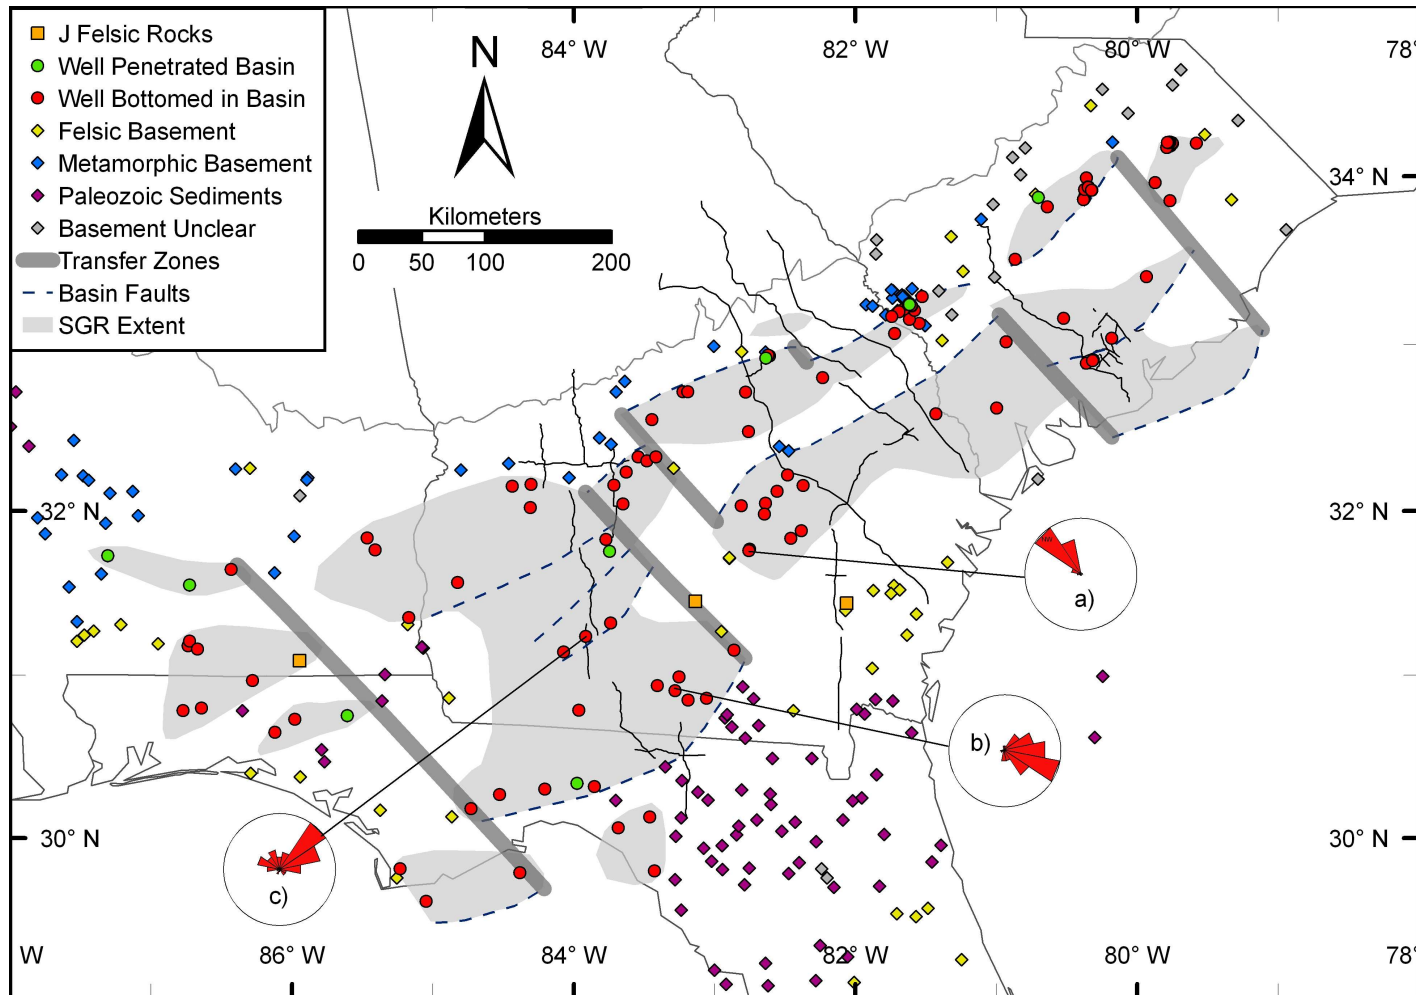 J Felsic Rocks
Well Penetrated Basin
Well Bottomed in Basin
Felsic Basement
Metamorphic Basement
Paleozoic Sediments
Basement Unclear
Transfer Zones
Basin Faults
SGR Extent
N
Kilometers
0 50 100 200
84° W 82° W 80° W 78°
34° N
32° N 32° N
a)
b)
c)
30° N 30° N
W 86° W 84° W 82° W 80° W 78°